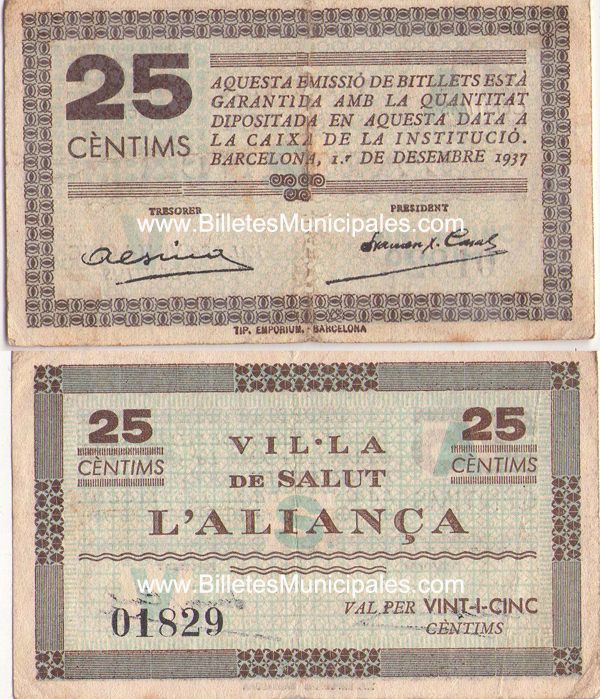 25
CÈNTIMS
AQUESTA EMISSIÓ DE BITLLETS ESTÀ
GARANTIDA AMB LA QUANTITAT
DIPOSITADA EN AQUESTA DATA A
LA CAIXA DE LA INSTITUCIÓ.
BARCELONA, 1.r DE DESEMBRE 1937
TRESORER
PRESIDENT
www.BilletesMunicipales.com
TIP. EMPORIUM. - BARCELONA
25
CÈNTIMS
25
CÈNTIMS
VIL·LA
DE SALUT
L'ALIANÇA
www.BilletesMunicipales.com
01829
VAL PER VINT-I-CINC
CÈNTIMS